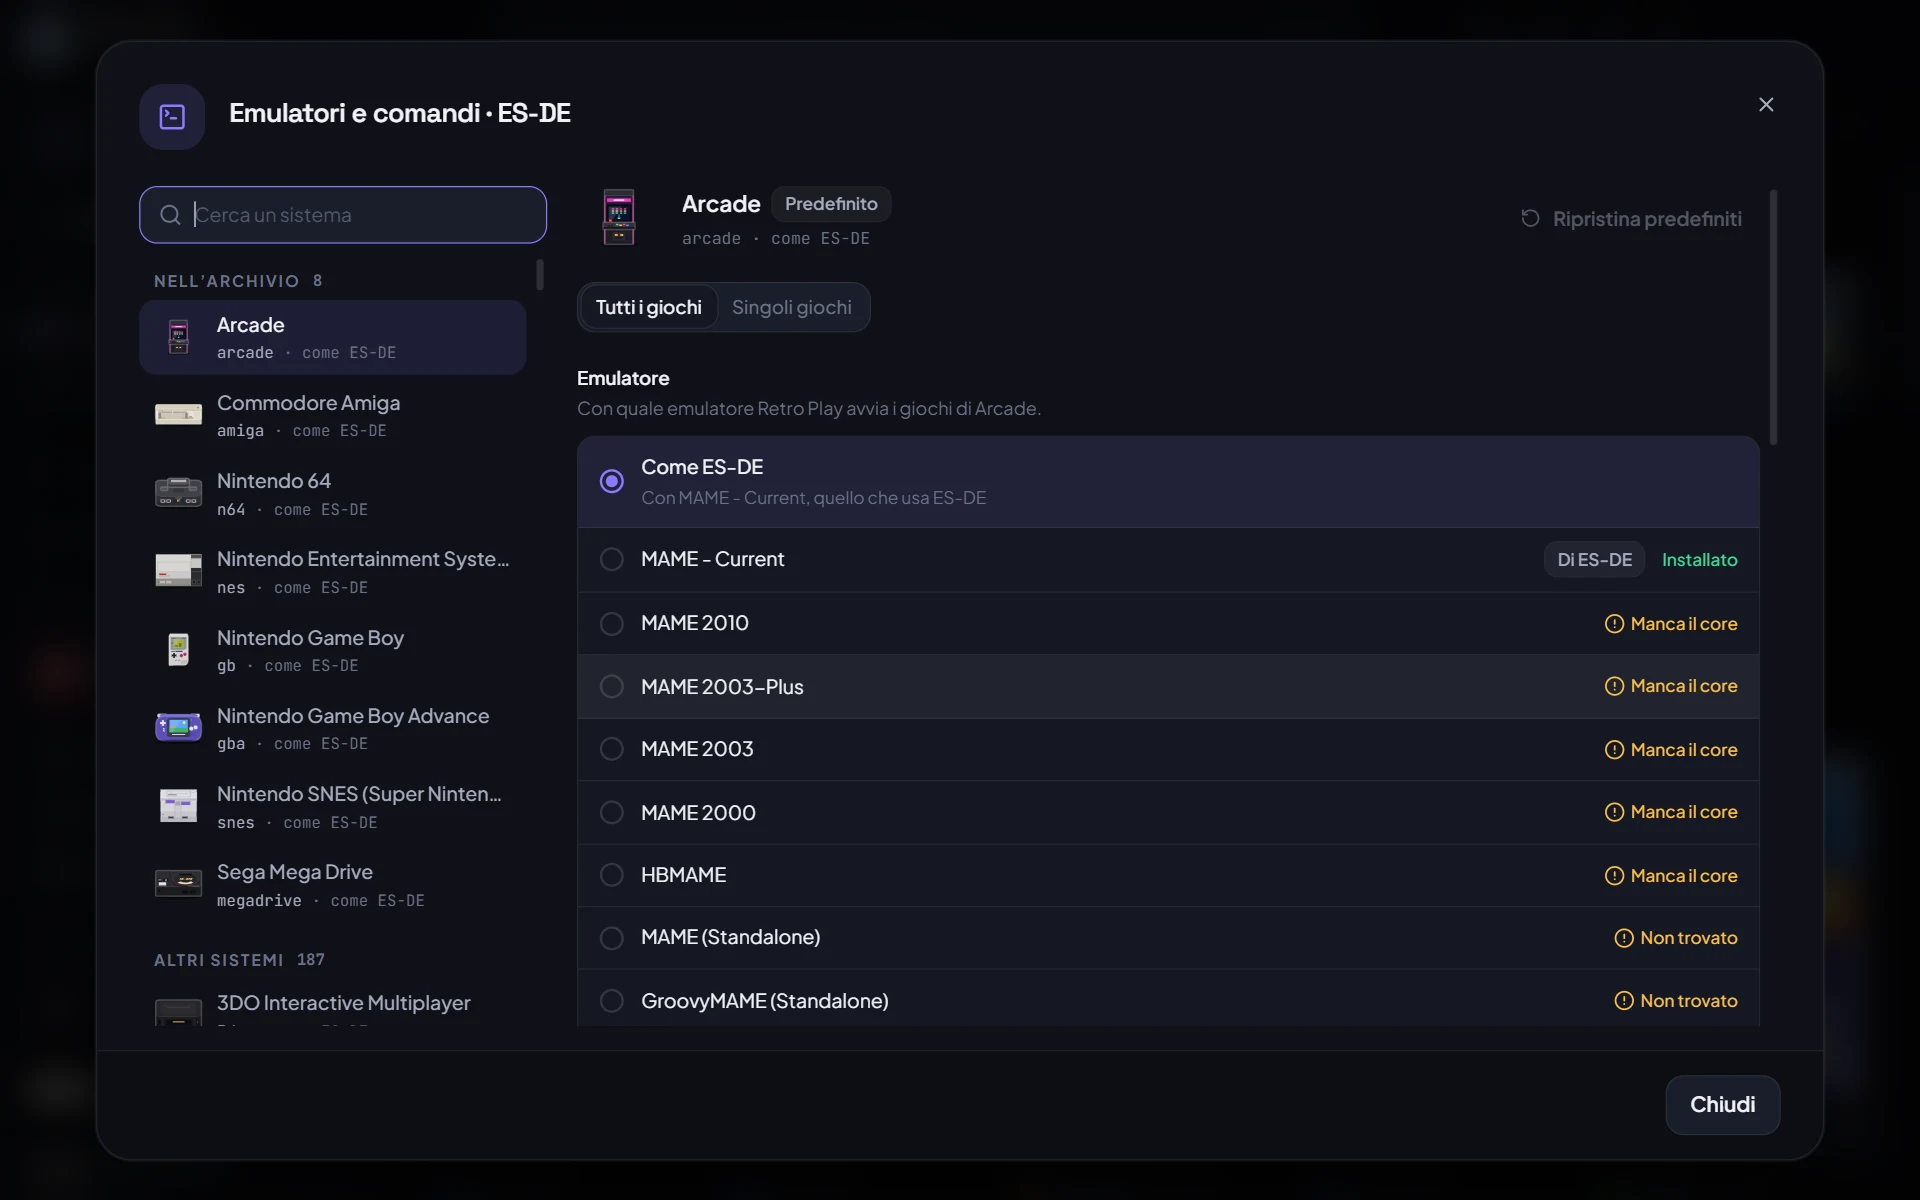 Emulatori e comandi · ES-DE
Cerca un sistema
NELL'ARCHIVIO 8
Arcade
arcade · come ES-DE
Commodore Amiga
amiga · come ES-DE
Nintendo 64
n64 · come ES-DE
Nintendo Entertainment Syste...
nes · come ES-DE
Nintendo Game Boy
gb · come ES-DE
Nintendo Game Boy Advance
gba · come ES-DE
Nintendo SNES (Super Ninten...
snes · come ES-DE
Sega Mega Drive
megadrive · come ES-DE
ALTRI SISTEMI 187
3DO Interactive Multiplayer
Arcade Predefinito
arcade · come ES-DE
Ripristina predefiniti
Tutti i giochi Singoli giochi
Emulatore
Con quale emulatore Retro Play avvia i giochi di Arcade.
Come ES-DE
Con MAME - Current, quello che usa ES-DE
MAME - Current Di ES-DE Installato
MAME 2010 Manca il core
MAME 2003-Plus Manca il core
MAME 2003 Manca il core
MAME 2000 Manca il core
HBMAME Manca il core
MAME (Standalone) Non trovato
GroovyMAME (Standalone) Non trovato
Chiudi